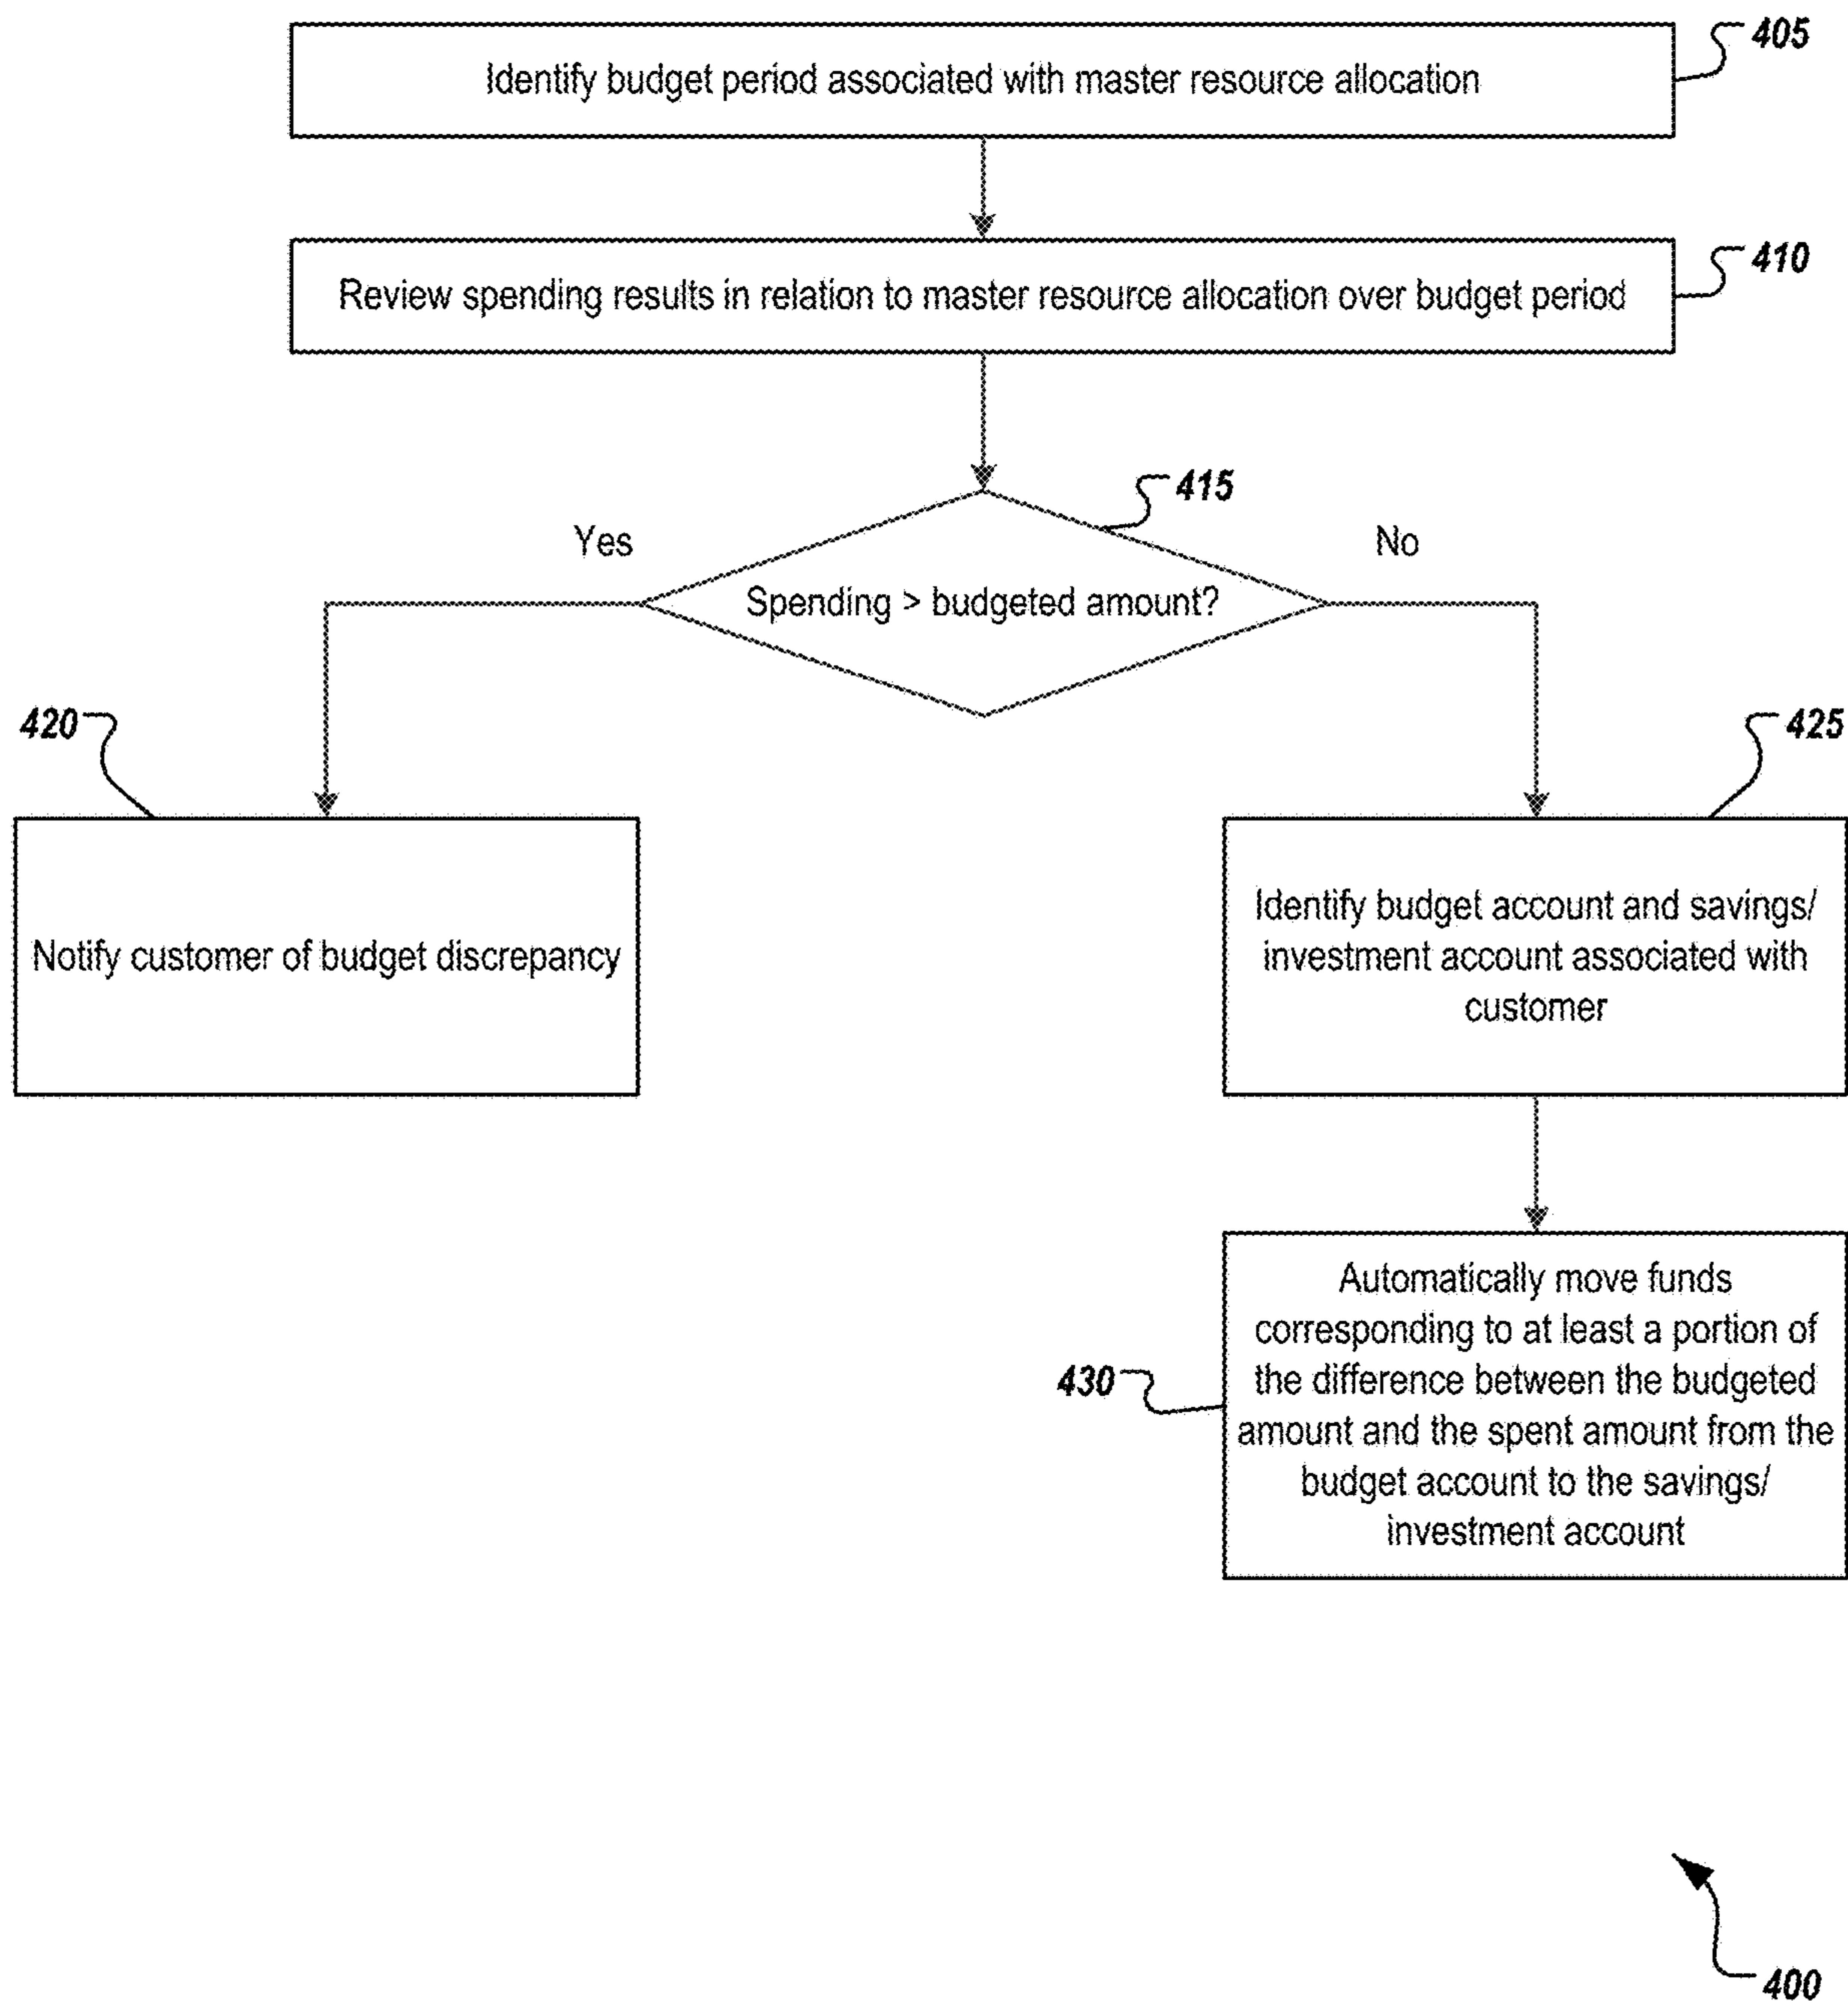 405
Identify budget period associated with master resource allocation
410
Review spending results in relation to master resource allocation over budget period
415
Yes
No
Spending > budgeted amount?
420
425
Notify customer of budget discrepancy
Identify budget account and savings/
investment account associated with
customer
Automatically move funds
corresponding to at least a portion of
the difference between the budgeted
amount and the spent amount from the
budget account to the savings/
investment account
430
400